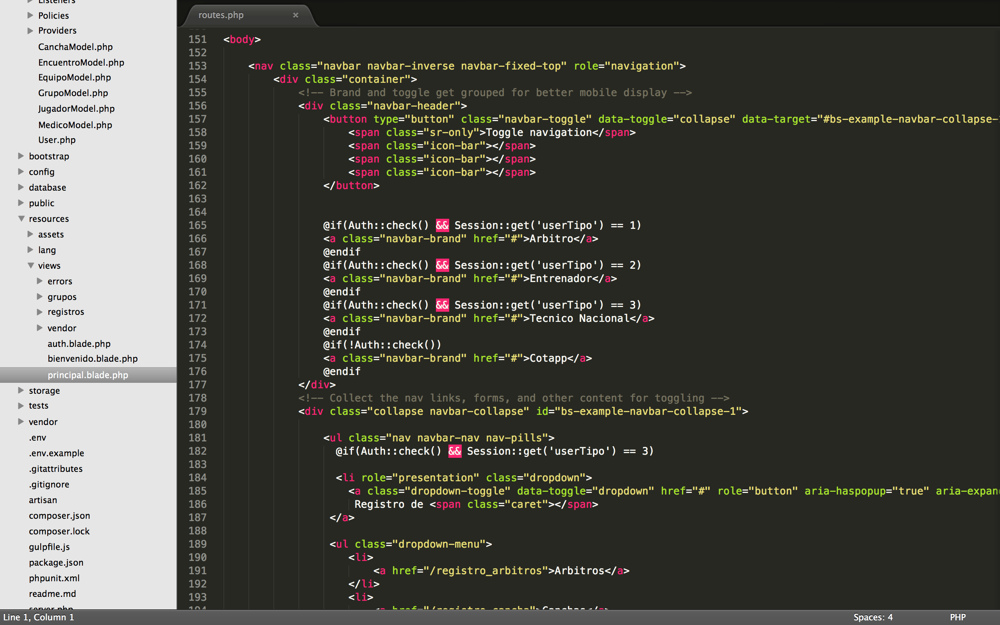 Listeners
Policies
Providers
CanchaModel.php
EncuentroModel.php
EquipoModel.php
GrupoModel.php
JugadorModel.php
MedicoModel.php
User.php
bootstrap
config
database
public
resources
assets
lang
views
errors
grupos
registros
vendor
auth.blade.php
bienvenido.blade.php
principal.blade.php
storage
tests
vendor
.env
.env.example
.gitattributes
.gitignore
artisan
composer.json
composer.lock
gulpfile.js
package.json
phpunit.xml
readme.md
server.php
routes.php
151 <body>
152
153 <nav class="navbar navbar-inverse navbar-fixed-top" role="navigation">
154 <div class="container">
155 <!-- Brand and toggle get grouped for better mobile display -->
156 <div class="navbar-header">
157 <button type="button" class="navbar-toggle" data-toggle="collapse" data-target="#bs-example-navbar-collapse-
158 <span class="sr-only">Toggle navigation</span>
159 <span class="icon-bar"></span>
160 <span class="icon-bar"></span>
161 <span class="icon-bar"></span>
162 </button>
163
164
165 @if(Auth::check() && Session::get('userTipo') == 1)
166 <a class="navbar-brand" href="#">Arbitro</a>
167 @endif
168 @if(Auth::check() && Session::get('userTipo') == 2)
169 <a class="navbar-brand" href="#">Entrenador</a>
170 @endif
171 @if(Auth::check() && Session::get('userTipo') == 3)
172 <a class="navbar-brand" href="#">Tecnico Nacional</a>
173 @endif
174 @if(!Auth::check())
175 <a class="navbar-brand" href="#">Cotapp</a>
176 @endif
177 </div>
178 <!-- Collect the nav links, forms, and other content for toggling -->
179 <div class="collapse navbar-collapse" id="bs-example-navbar-collapse-1">
180
181 <ul class="nav navbar-nav nav-pills">
182 @if(Auth::check() && Session::get('userTipo') == 3)
183
184 <li role="presentation" class="dropdown">
185 <a class="dropdown-toggle" data-toggle="dropdown" href="#" role="button" aria-haspopup="true" aria-expan
186 Registro de <span class="caret"></span>
187 </a>
188
189 <ul class="dropdown-menu">
190 <li>
191 <a href="/registro_arbitros">Arbitros</a>
192 </li>
193 <li>
194 <a href="/registro_cancha">Canchas</a>
Line 1, Column 1
Spaces: 4
PHP